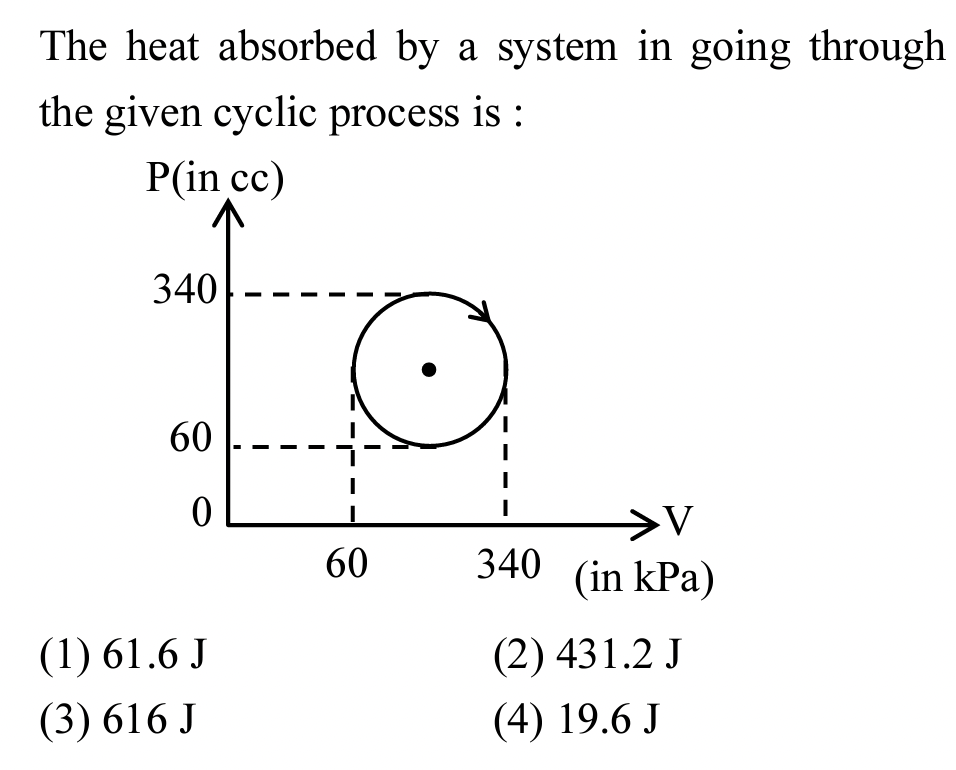 The heat absorbed by a system in going through
the given cyclic process is :
P(in cc)
340
60
0
V
60 340 (in kPa)
(1) 61.6 J (2) 431.2 J
(3) 616 J (4) 19.6 J